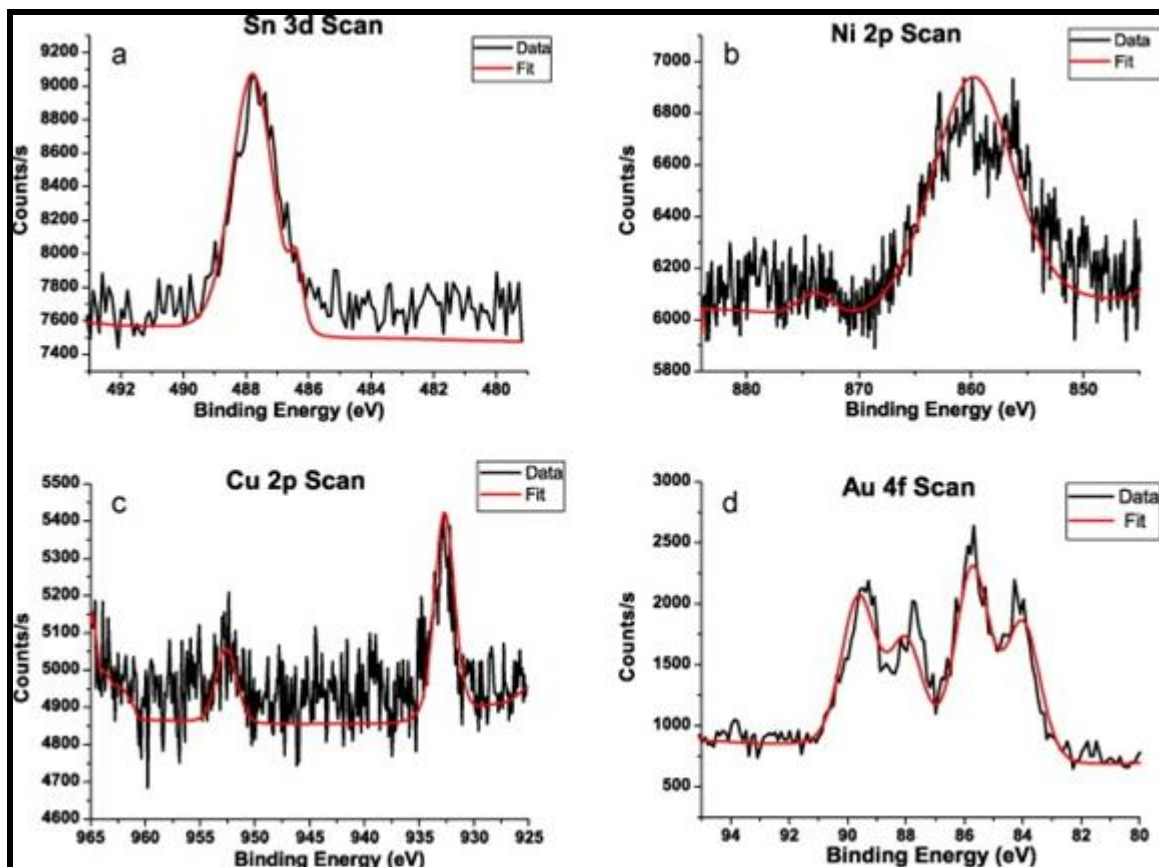 Sn 3d Scan
a
Data
Fit
9200
9000
8800
8600
8400
8200
8000
7800
7600
7400
Counts/s
492 490 488 486 484 482 480
Binding Energy (eV)
Ni 2p Scan
b
Data
Fit
7000
6800
6600
6400
6200
6000
5800
Counts/s
880 870 860 850
Binding Energy (eV)
Cu 2p Scan
c
Data
Fit
5500
5400
5300
5200
5100
5000
4900
4800
4700
4600
Counts/s
965 960 955 950 945 940 935 930 925
Binding Energy (eV)
Au 4f Scan
d
Data
Fit
3000
2500
2000
1500
1000
500
Counts/s
94 92 90 88 86 84 82 80
Binding Energy (eV)